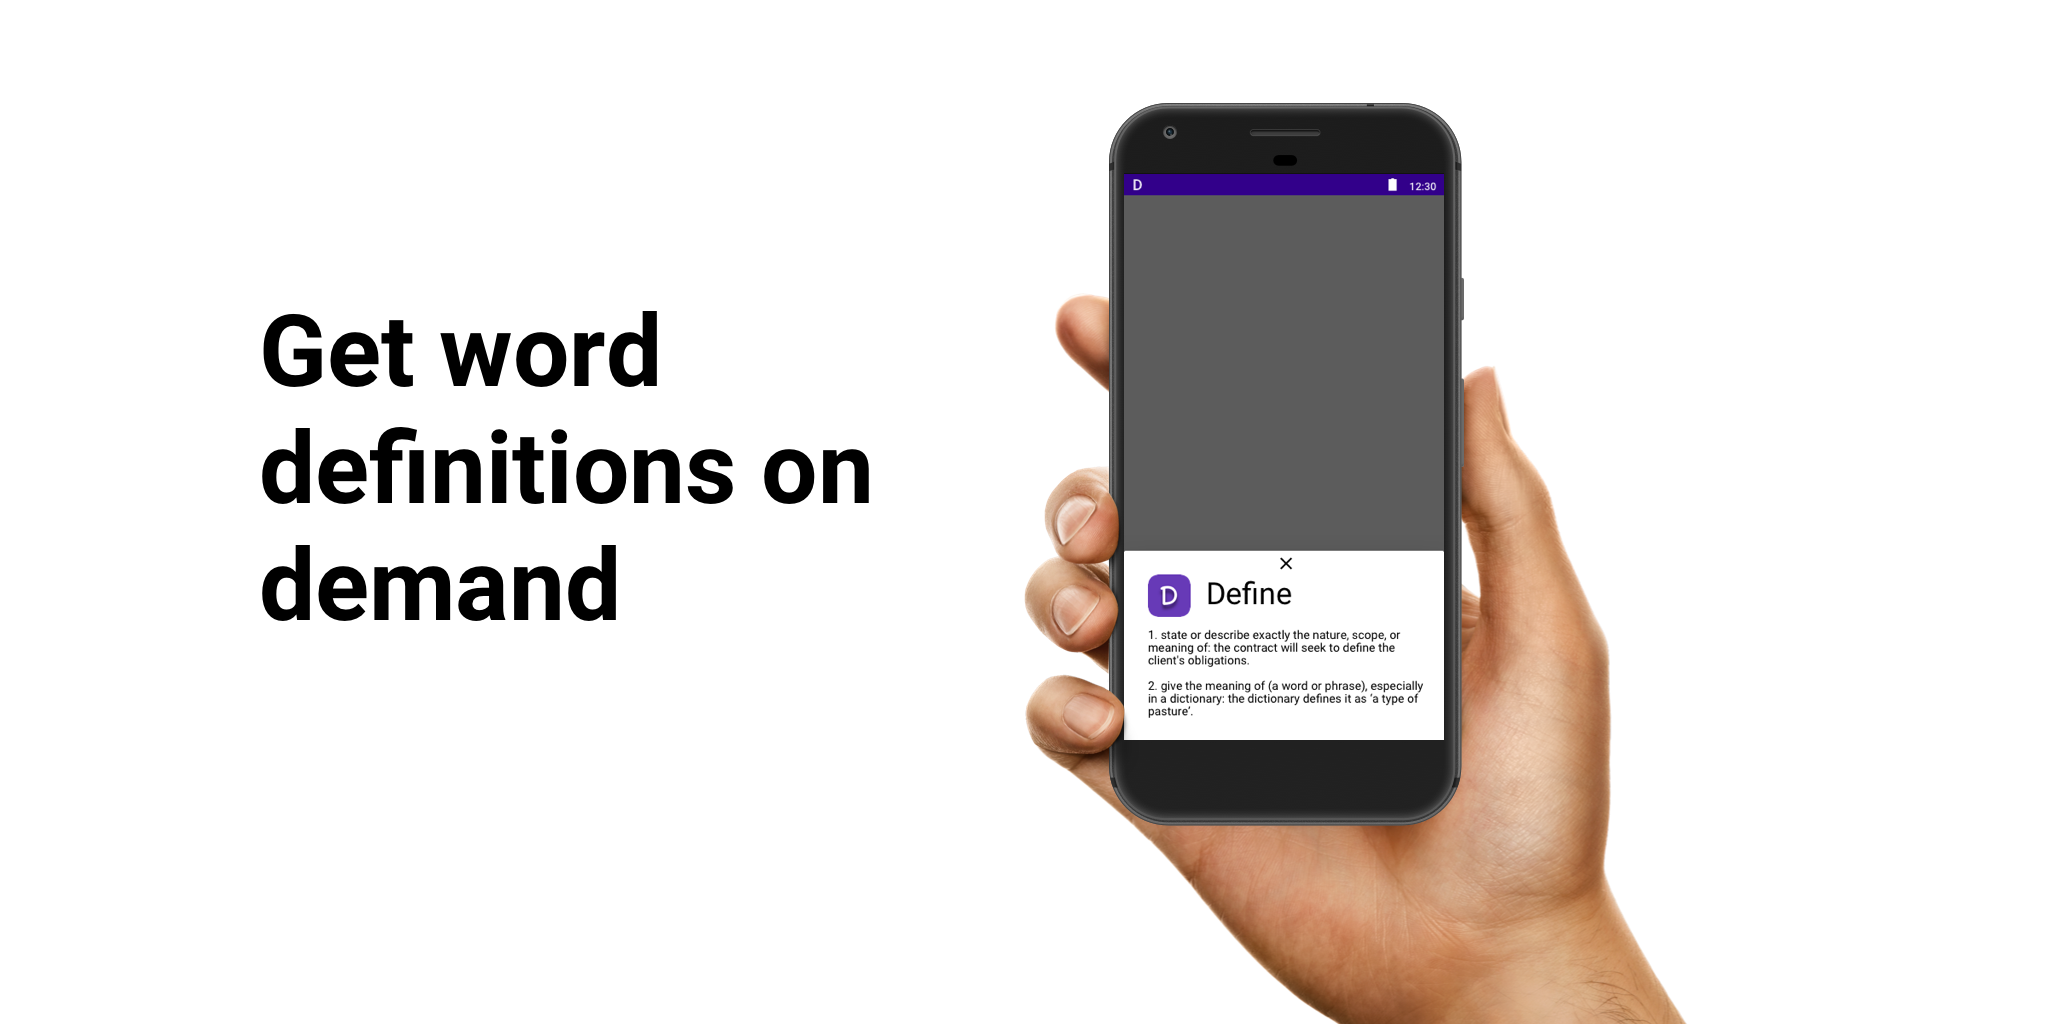 Get word
definitions on
demand
D
12:30
D
Define
1. state or describe exactly the nature, scope, or
meaning of: the contract will seek to define the
client's obligations.
2. give the meaning of (a word or phrase), especially
in a dictionary: the dictionary defines it as ‘a type of
pasture’.